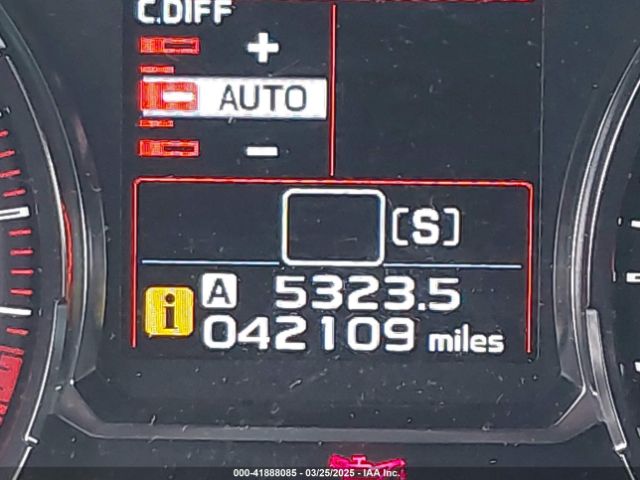 C.DIFF
+
AUTO
−
[S]
i A 5323.5
042109 miles
000-41888085 - 03/25/2025 - IAA Inc.